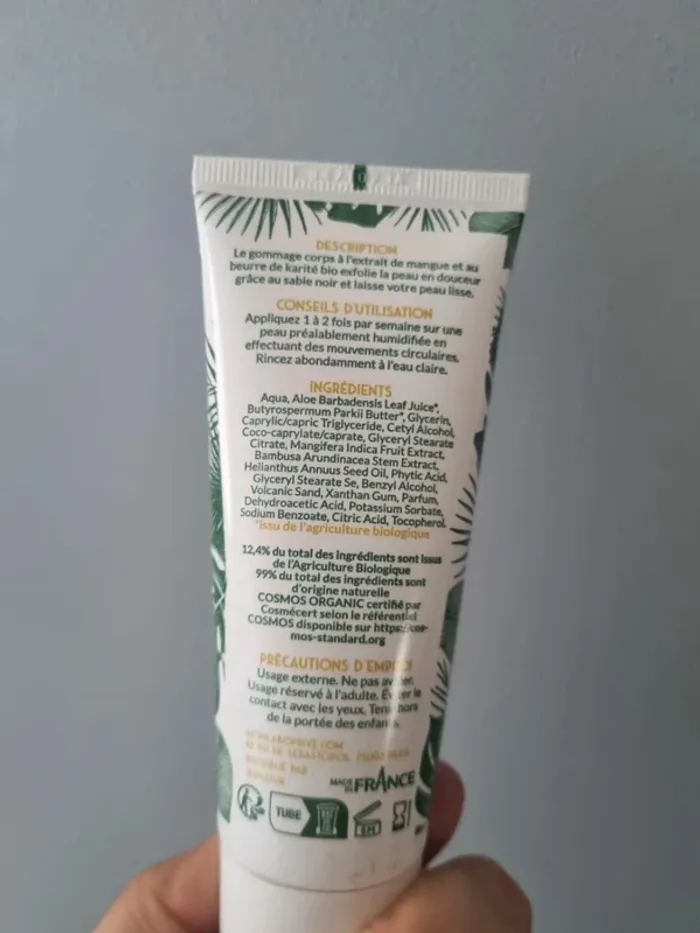 DESCRIPTION
Le gommage corps à l'extrait de mangue et au
beurre de karité bio exfolie la peau en douceur
grâce au sable noir et laisse votre peau lisse.
CONSEILS D'UTILISATION
Appliquez 1 à 2 fois par semaine sur une
peau préalablement humidifiée en
effectuant des mouvements circulaires.
Rincez abondamment à l'eau claire.
INGRÉDIENTS
Aqua, Aloe Barbadensis Leaf Juice*,
Butyrospermum Parkii Butter*, Glycerin,
Caprylic/capric Triglyceride, Cetyl Alcohol,
Coco-caprylate/caprate, Glyceryl Stearate
Citrate, Mangifera Indica Fruit Extract,
Bambusa Arundinacea Stem Extract,
Helianthus Annuus Seed Oil, Phytic Acid,
Glyceryl Stearate Se, Benzyl Alcohol,
Volcanic Sand, Xanthan Gum, Parfum,
Dehydroacetic Acid, Potassium Sorbate,
Sodium Benzoate, Citric Acid, Tocopherol.
*issu de l'agriculture biologique
12,4% du total des ingrédients sont issus
de l'Agriculture Biologique
99% du total des ingrédients sont
d'origine naturelle
COSMOS ORGANIC certifié par
Cosmécert selon le référentiel
COSMOS disponible sur https://cos-
mos-standard.org
PRÉCAUTIONS D'EMPLOI
Usage externe. Ne pas avaler.
Usage réservé à l'adulte. Éviter le
contact avec les yeux. Tenir hors
de la portée des enfants.
MADE IN FRANCE
TUBE